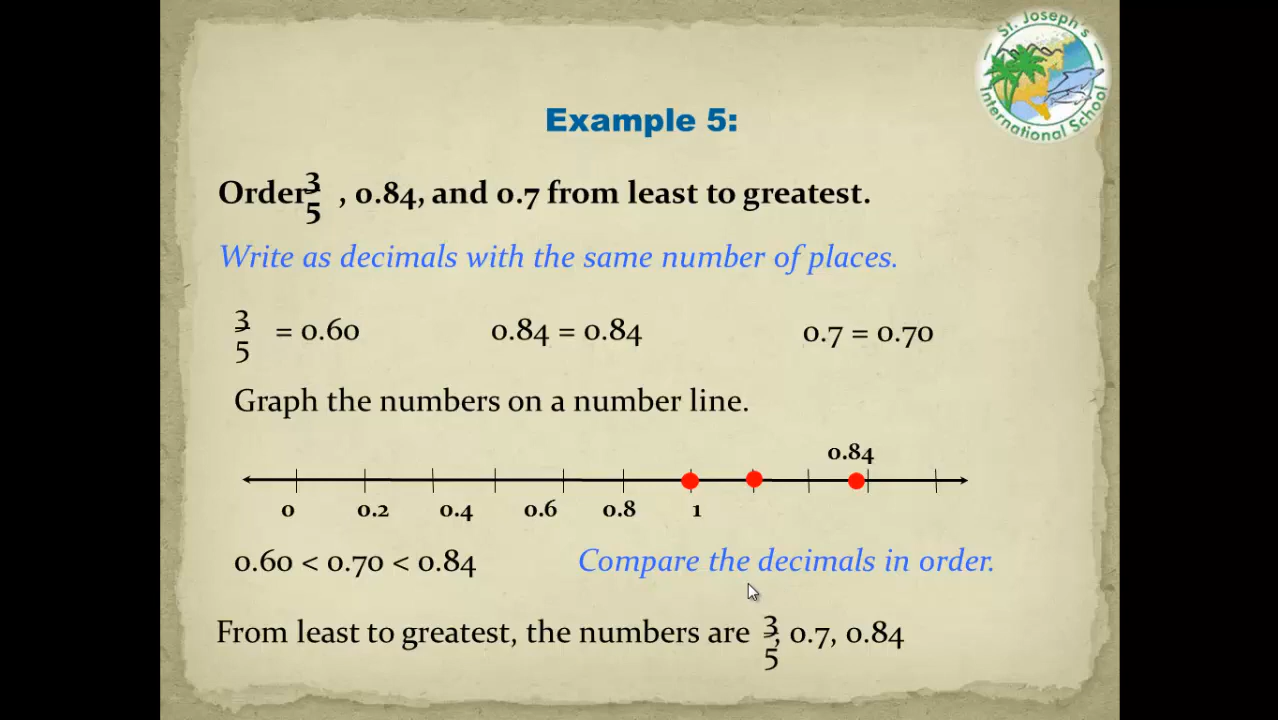 St. Joseph's
International School
Example 5:
Order 3/5 , 0.84, and 0.7 from least to greatest.
Write as decimals with the same number of places.
3/5 = 0.60 0.84 = 0.84 0.7 = 0.70
Graph the numbers on a number line.
0.84
0 0.2 0.4 0.6 0.8 1
0.60 < 0.70 < 0.84 Compare the decimals in order.
From least to greatest, the numbers are 3/5, 0.7, 0.84